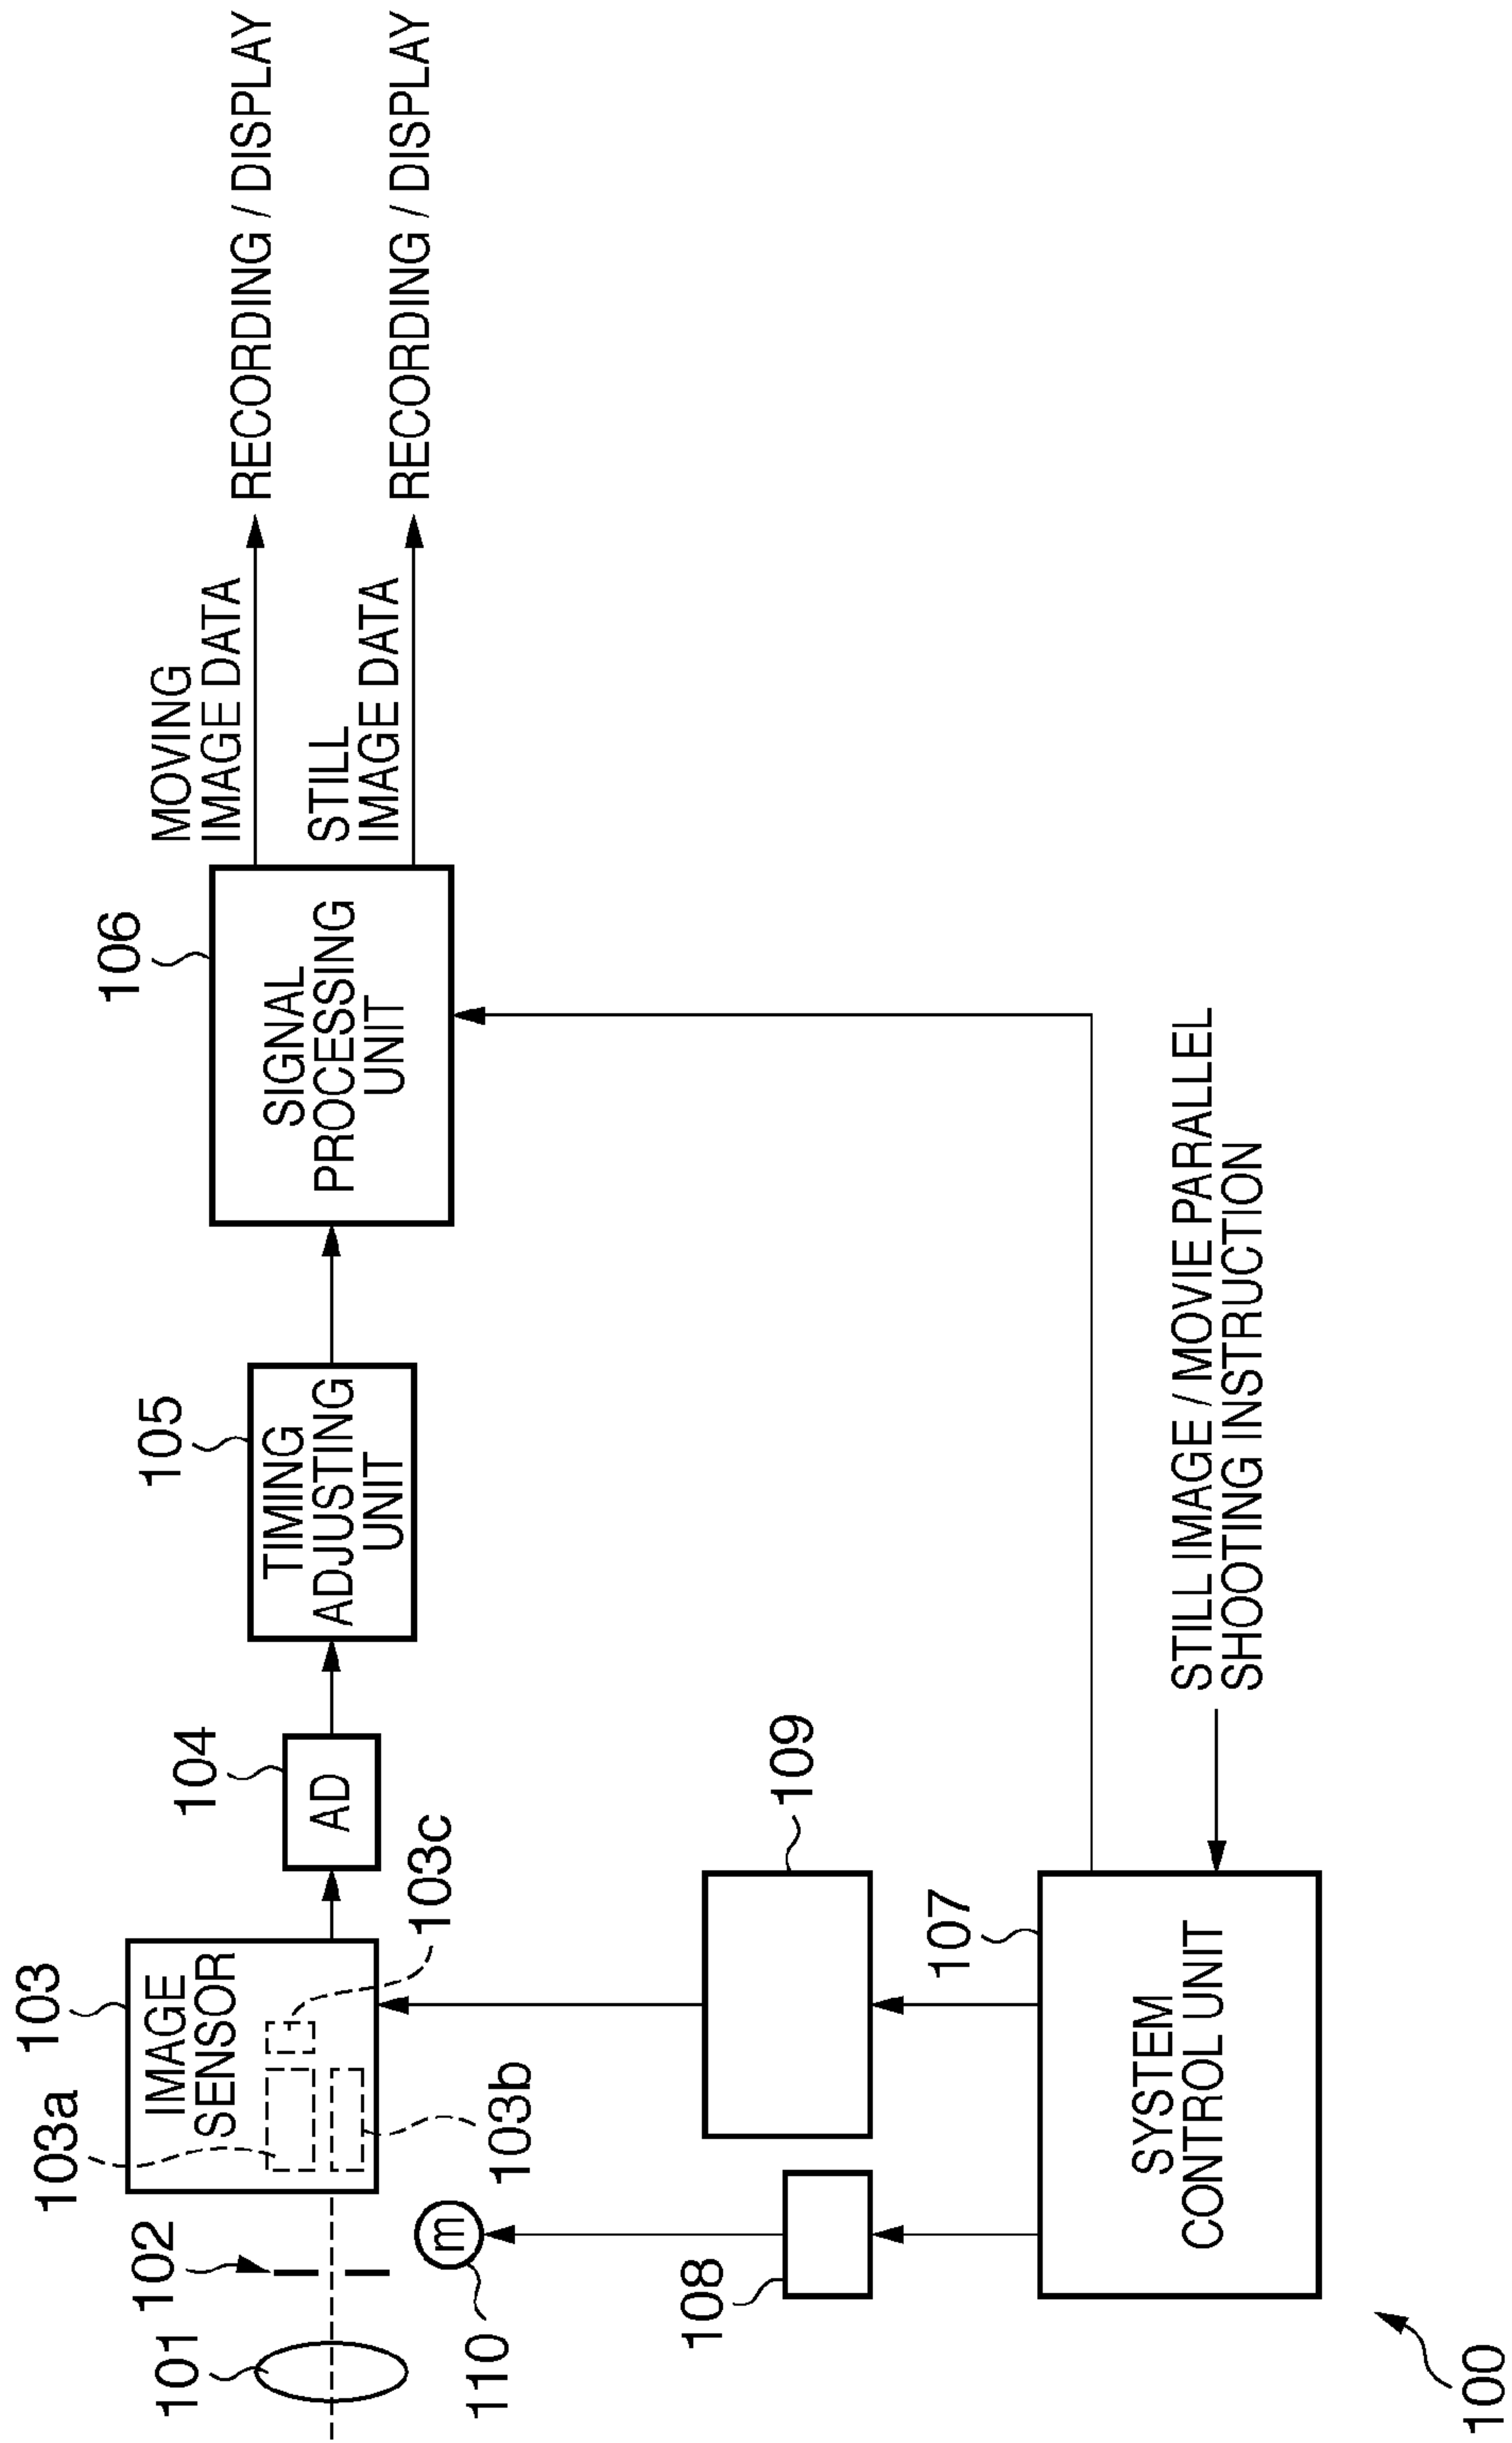 101
102
103
IMAGE
SENSOR
103a
103b
103c
104
AD
105
TIMING
ADJUSTING
UNIT
106
SIGNAL
PROCESSING
UNIT
MOVING
IMAGE DATA
RECORDING / DISPLAY
STILL
IMAGE DATA
RECORDING / DISPLAY
110
m
108
109
107
SYSTEM
CONTROL UNIT
STILL IMAGE / MOVIE PARALLEL
SHOOTING INSTRUCTION
100